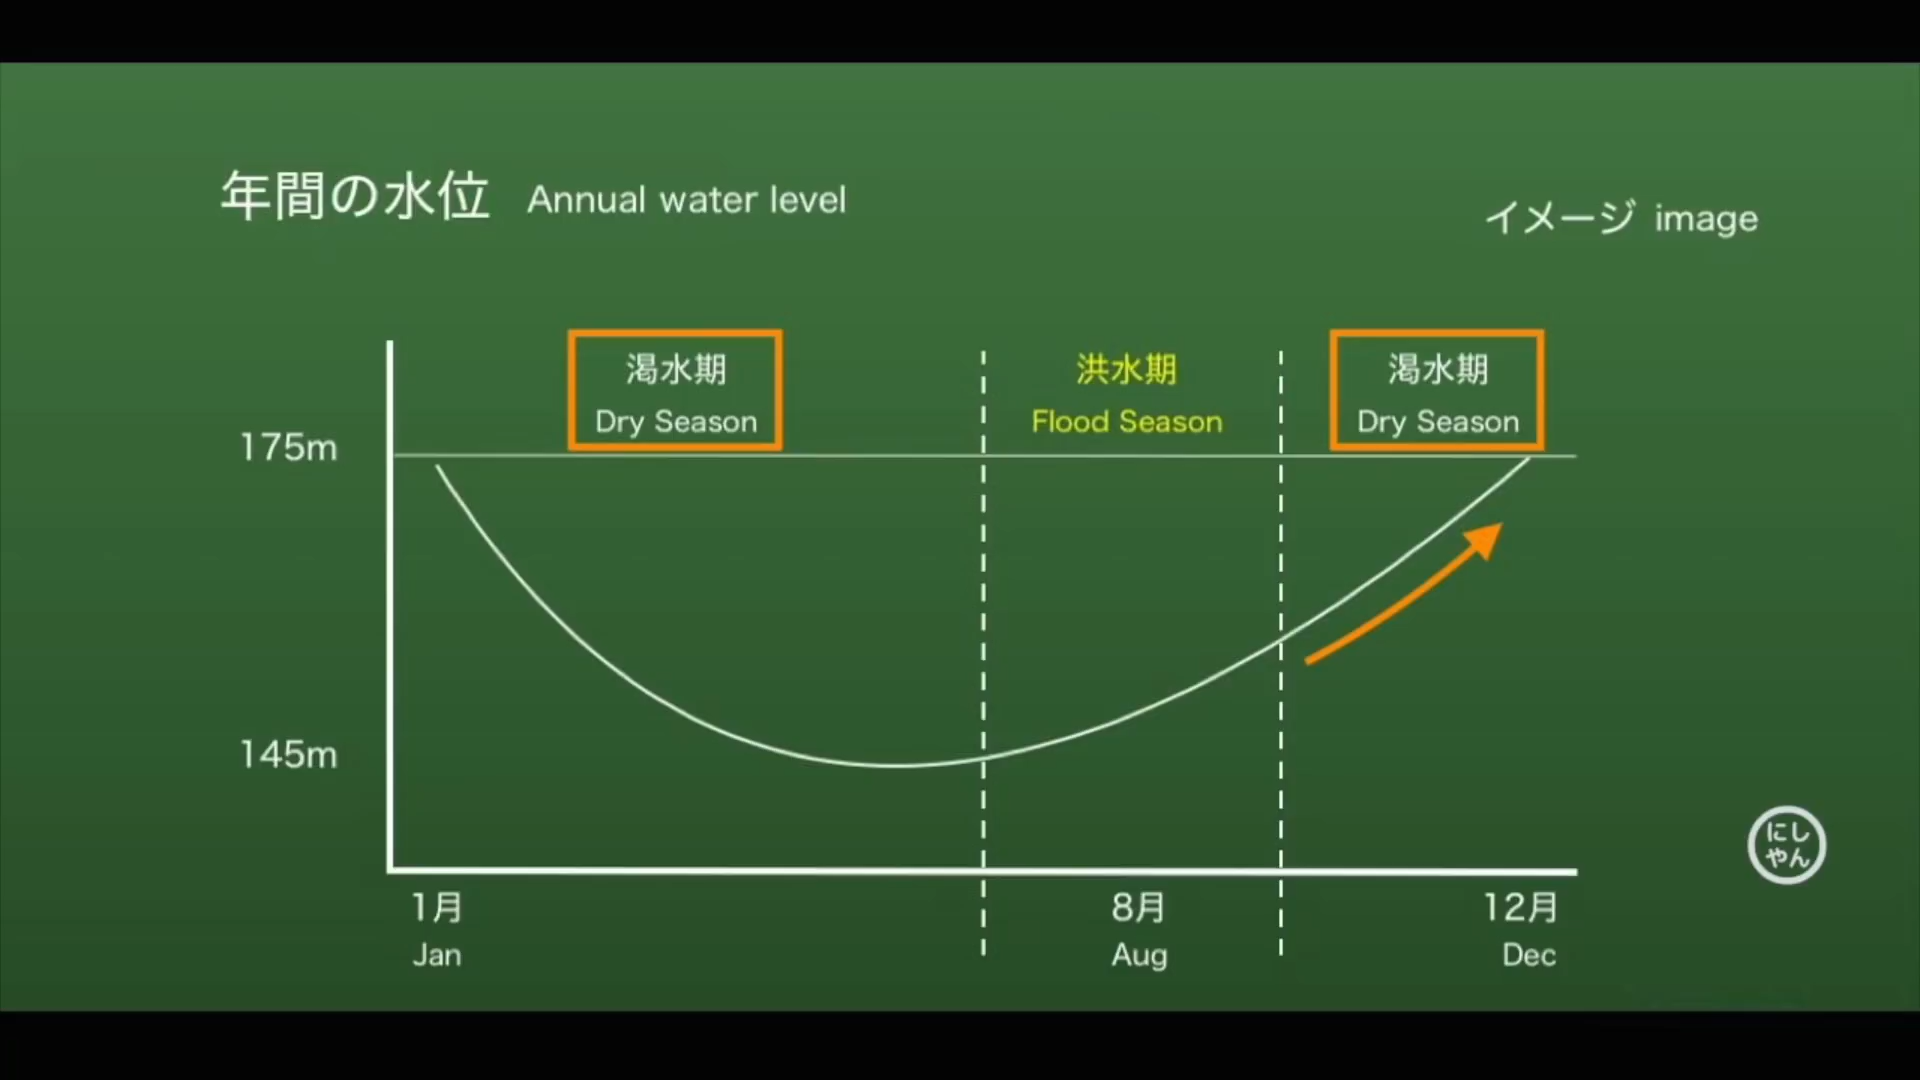 年間の水位 Annual water level
イメージ image
渇水期
Dry Season
洪水期
Flood Season
渇水期
Dry Season
175m
145m
1月
Jan
8月
Aug
12月
Dec
にし
やん